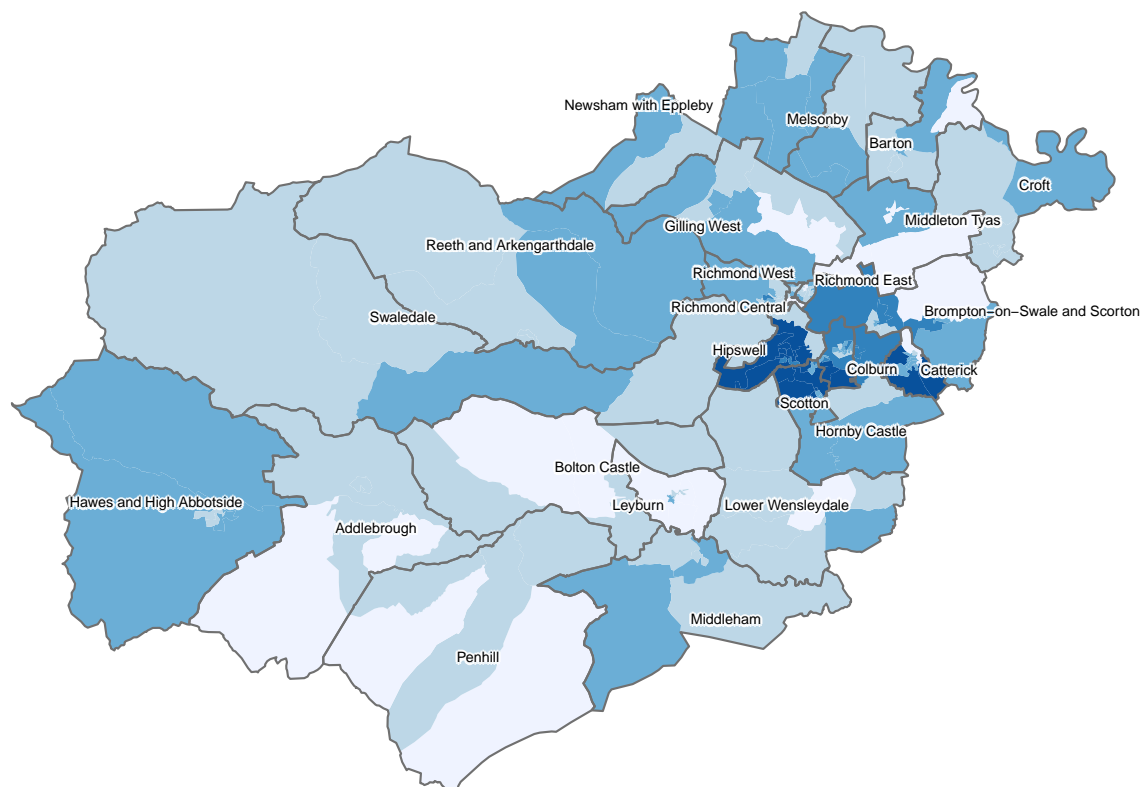 Newsham with Eppleby
Melsonby
Barton
Croft
Middleton Tyas
Gilling West
Reeth and Arkengarthdale
Richmond West
Richmond East
Richmond Central
Brompton−on−Swale and Scorton
Swaledale
Hipswell
Colburn
Catterick
Scotton
Hornby Castle
Bolton Castle
Hawes and High Abbotside
Leyburn
Lower Wensleydale
Addlebrough
Middleham
Penhill